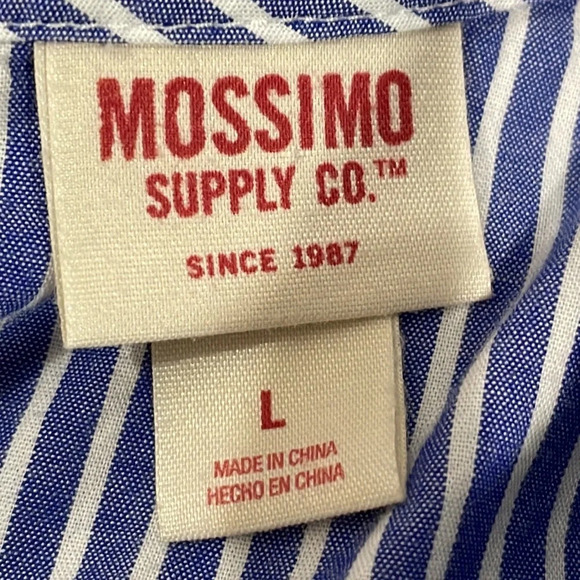 MOSSIMO
SUPPLY CO.™
SINCE 1987
L
MADE IN CHINA
HECHO EN CHINA